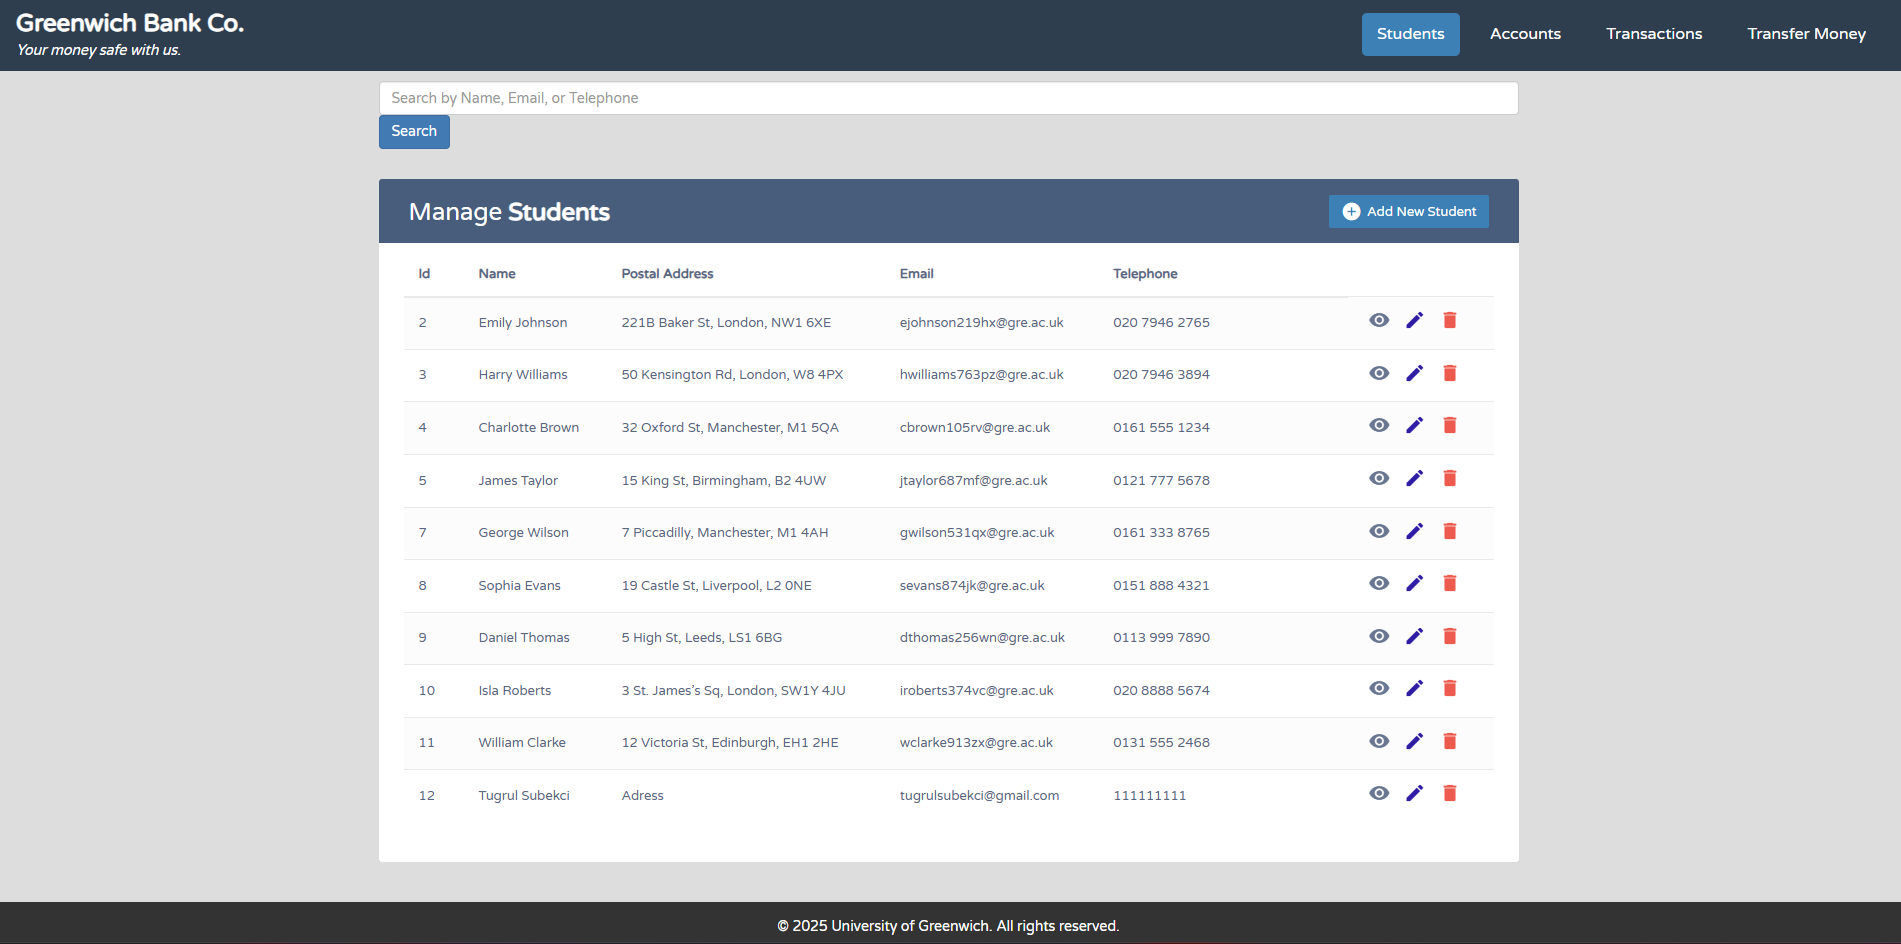 Greenwich Bank Co.
Your money safe with us.
Students Accounts Transactions Transfer Money
Search by Name, Email, or Telephone
Search
Manage Students
Add New Student
Id Name Postal Address Email Telephone
2 Emily Johnson 221B Baker St, London, NW1 6XE ejohnson219hx@gre.ac.uk 020 7946 2765
3 Harry Williams 50 Kensington Rd, London, W8 4PX hwilliams763pz@gre.ac.uk 020 7946 3894
4 Charlotte Brown 32 Oxford St, Manchester, M1 5QA cbrown105rv@gre.ac.uk 0161 555 1234
5 James Taylor 15 King St, Birmingham, B2 4UW jtaylor687mf@gre.ac.uk 0121 777 5678
7 George Wilson 7 Piccadilly, Manchester, M1 4AH gwilson531qx@gre.ac.uk 0161 333 8765
8 Sophia Evans 19 Castle St, Liverpool, L2 0NE sevans874jk@gre.ac.uk 0151 888 4321
9 Daniel Thomas 5 High St, Leeds, LS1 6BG dthomas256wn@gre.ac.uk 0113 999 7890
10 Isla Roberts 3 St. James's Sq, London, SW1Y 4JU iroberts374vc@gre.ac.uk 020 8888 5674
11 William Clarke 12 Victoria St, Edinburgh, EH1 2HE wclarke913zx@gre.ac.uk 0131 555 2468
12 Tugrul Subekci Adress tugrulsubekci@gmail.com 111111111
© 2025 University of Greenwich. All rights reserved.